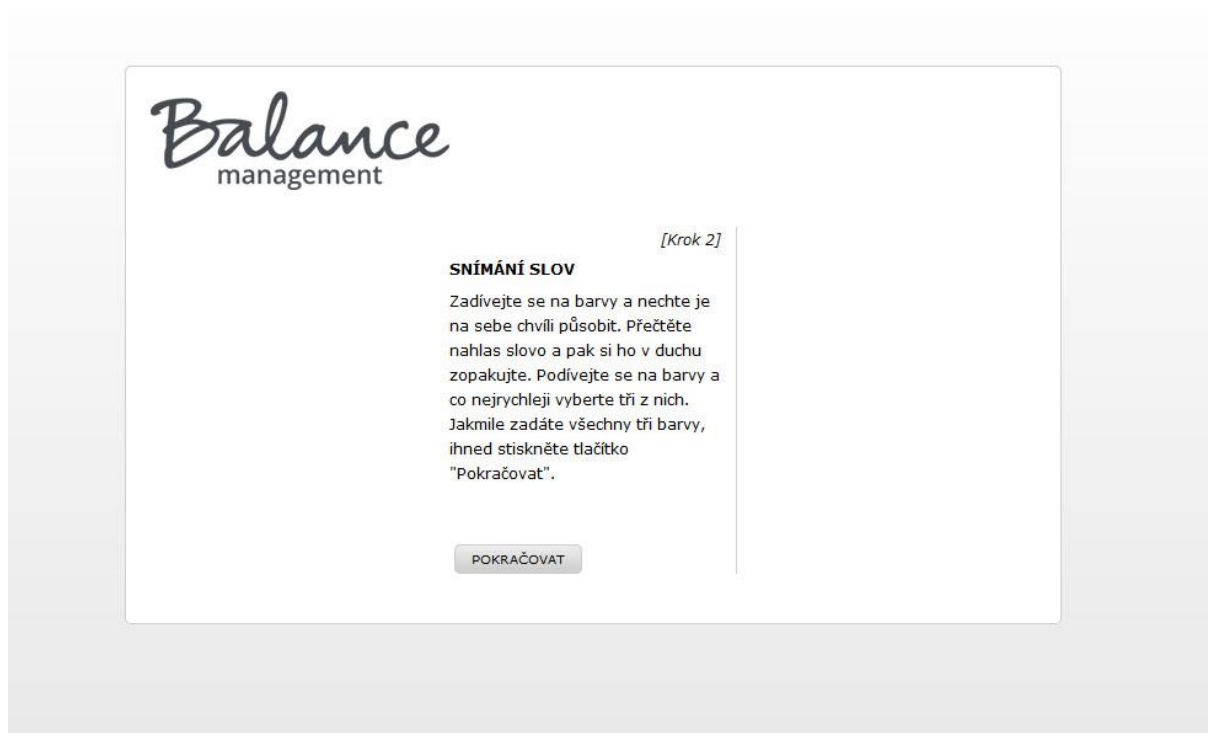 Balance
management
[Krok 2]
SNÍMÁNÍ SLOV
Zadívejte se na barvy a nechte je
na sebe chvíli působit. Přečtěte
nahlas slovo a pak si ho v duchu
zopakujte. Podívejte se na barvy a
co nejrychleji vyberte tři z nich.
Jakmile zadáte všechny tři barvy,
ihned stiskněte tlačítko
"Pokračovat".
POKRAČOVAT